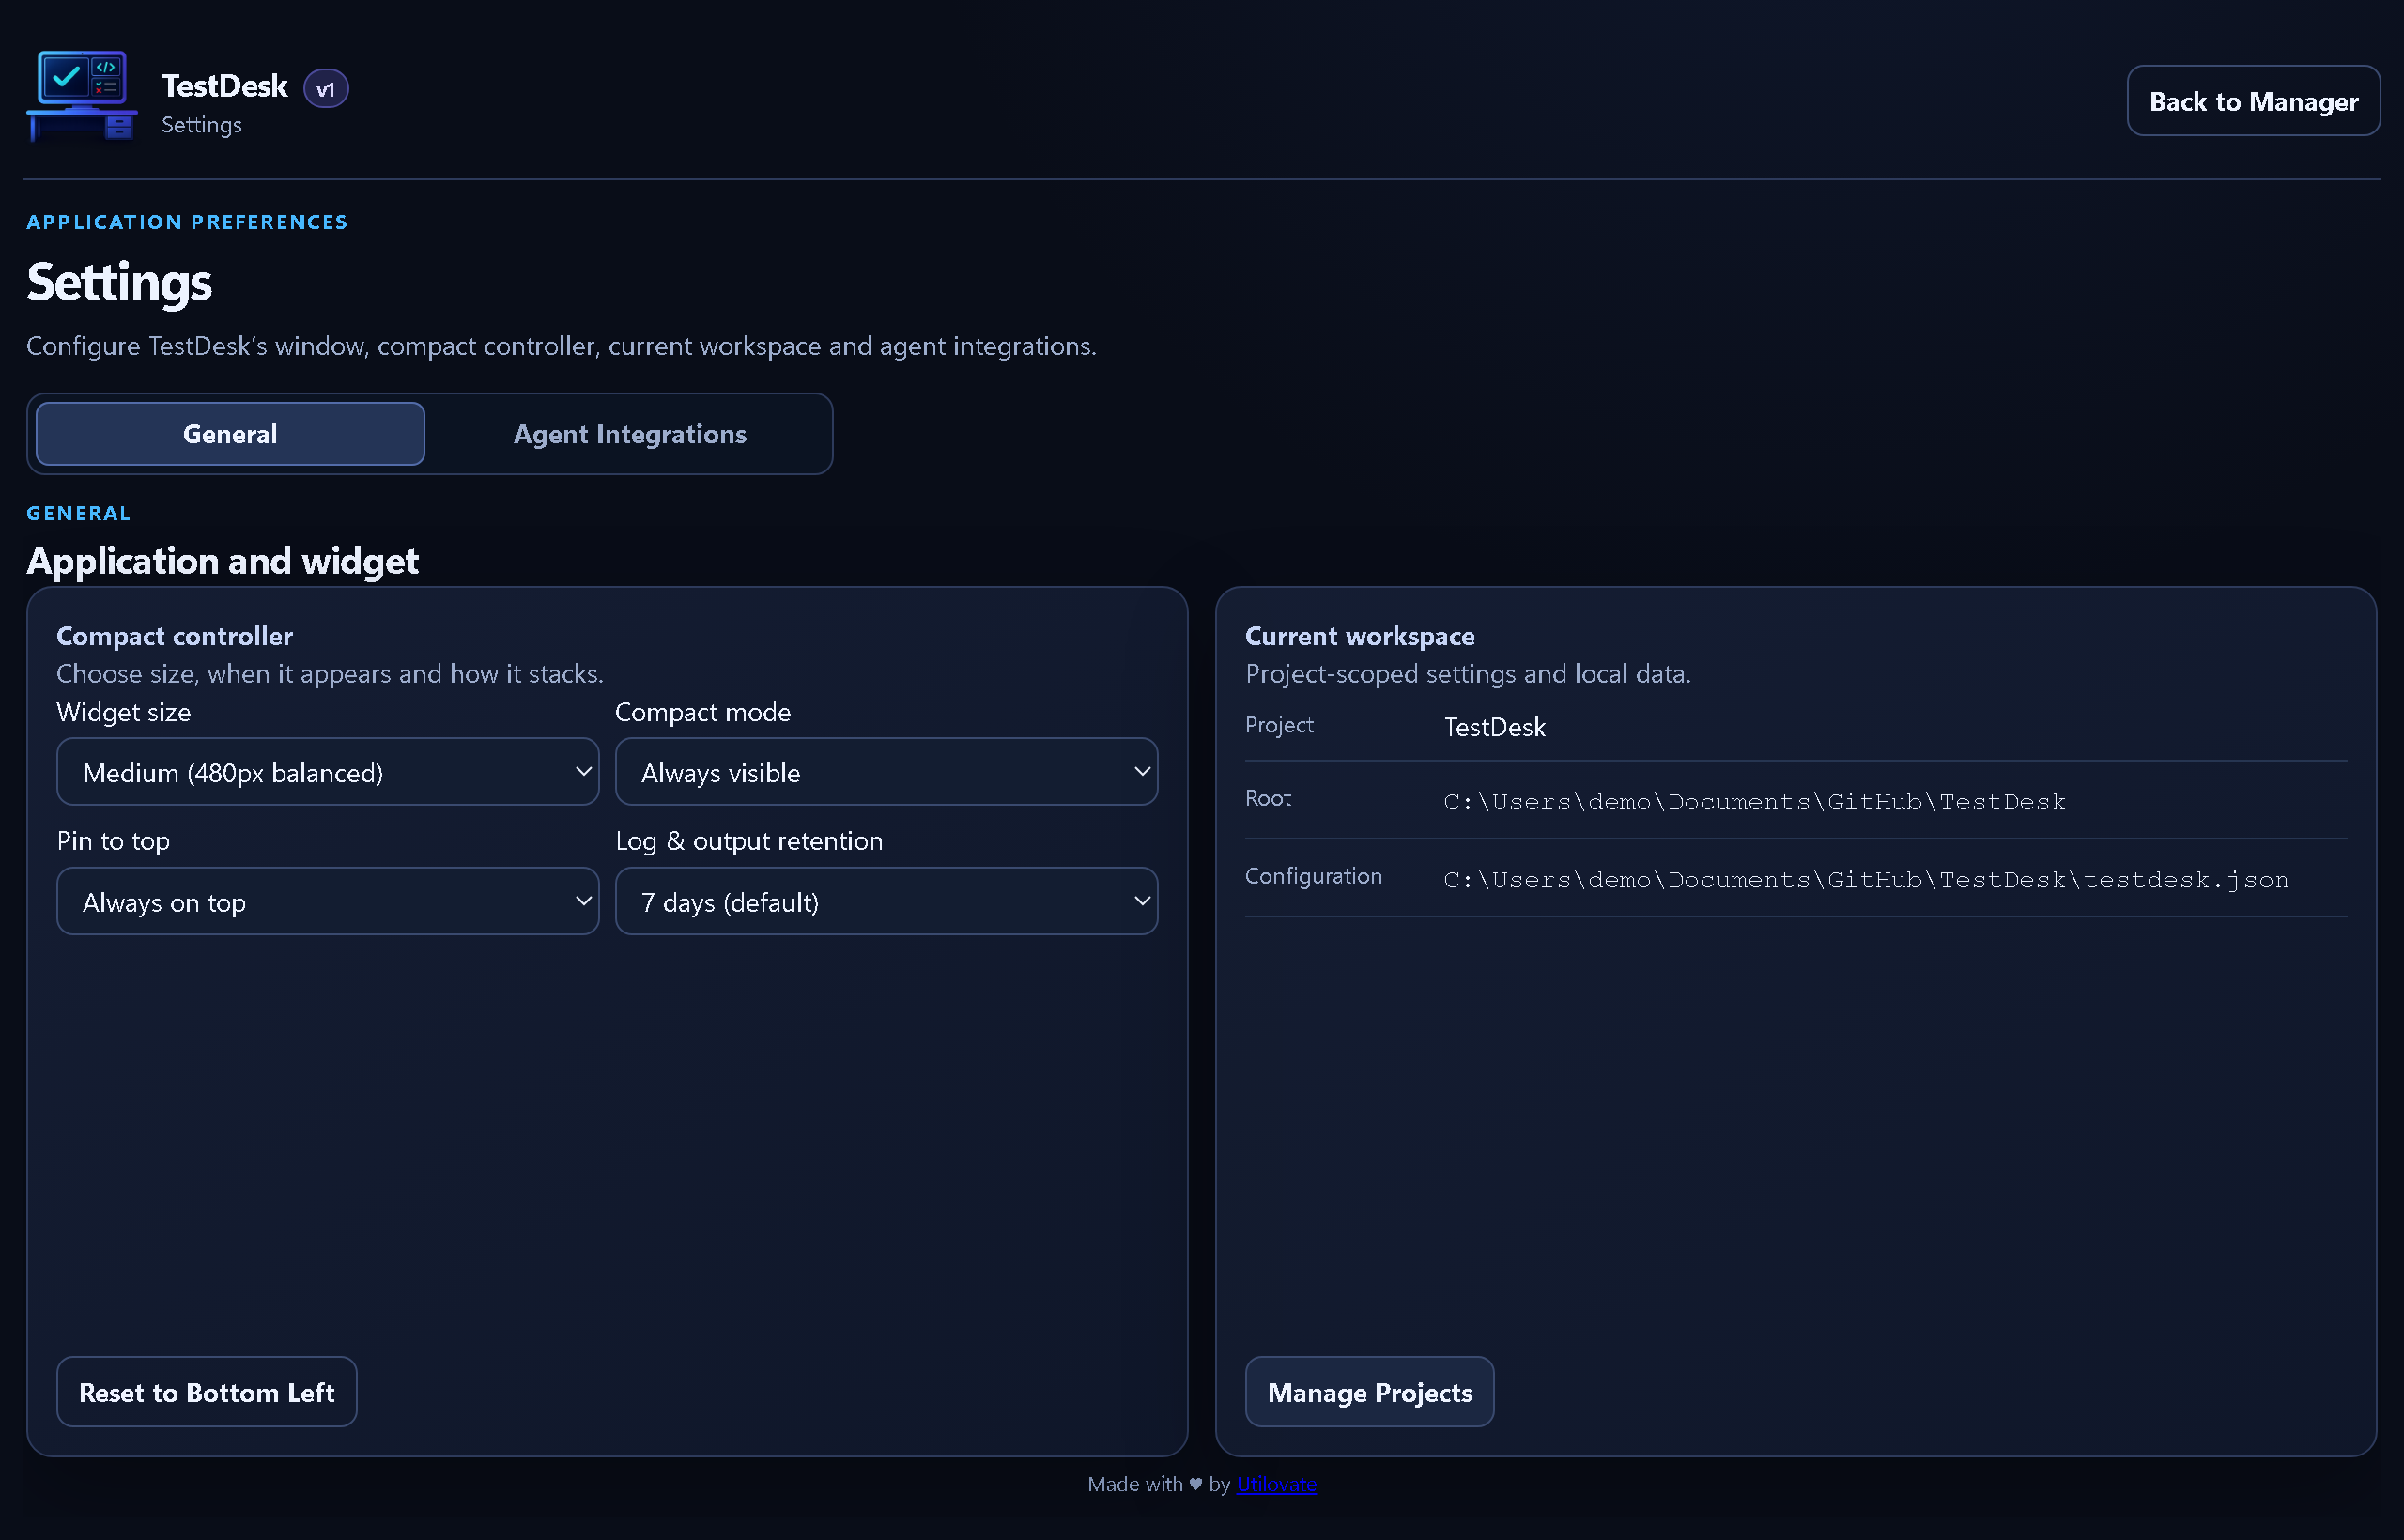 TestDesk v1
Settings
Back to Manager
APPLICATION PREFERENCES
Settings
Configure TestDesk’s window, compact controller, current workspace and agent integrations.
General
Agent Integrations
GENERAL
Application and widget
Compact controller
Choose size, when it appears and how it stacks.
Widget size
Compact mode
Medium (480px balanced)
Always visible
Pin to top
Log & output retention
Always on top
7 days (default)
Reset to Bottom Left
Current workspace
Project-scoped settings and local data.
Project TestDesk
Root C:\Users\demo\Documents\GitHub\TestDesk
Configuration C:\Users\demo\Documents\GitHub\TestDesk\testdesk.json
Manage Projects
Made with ♥ by Utilovate